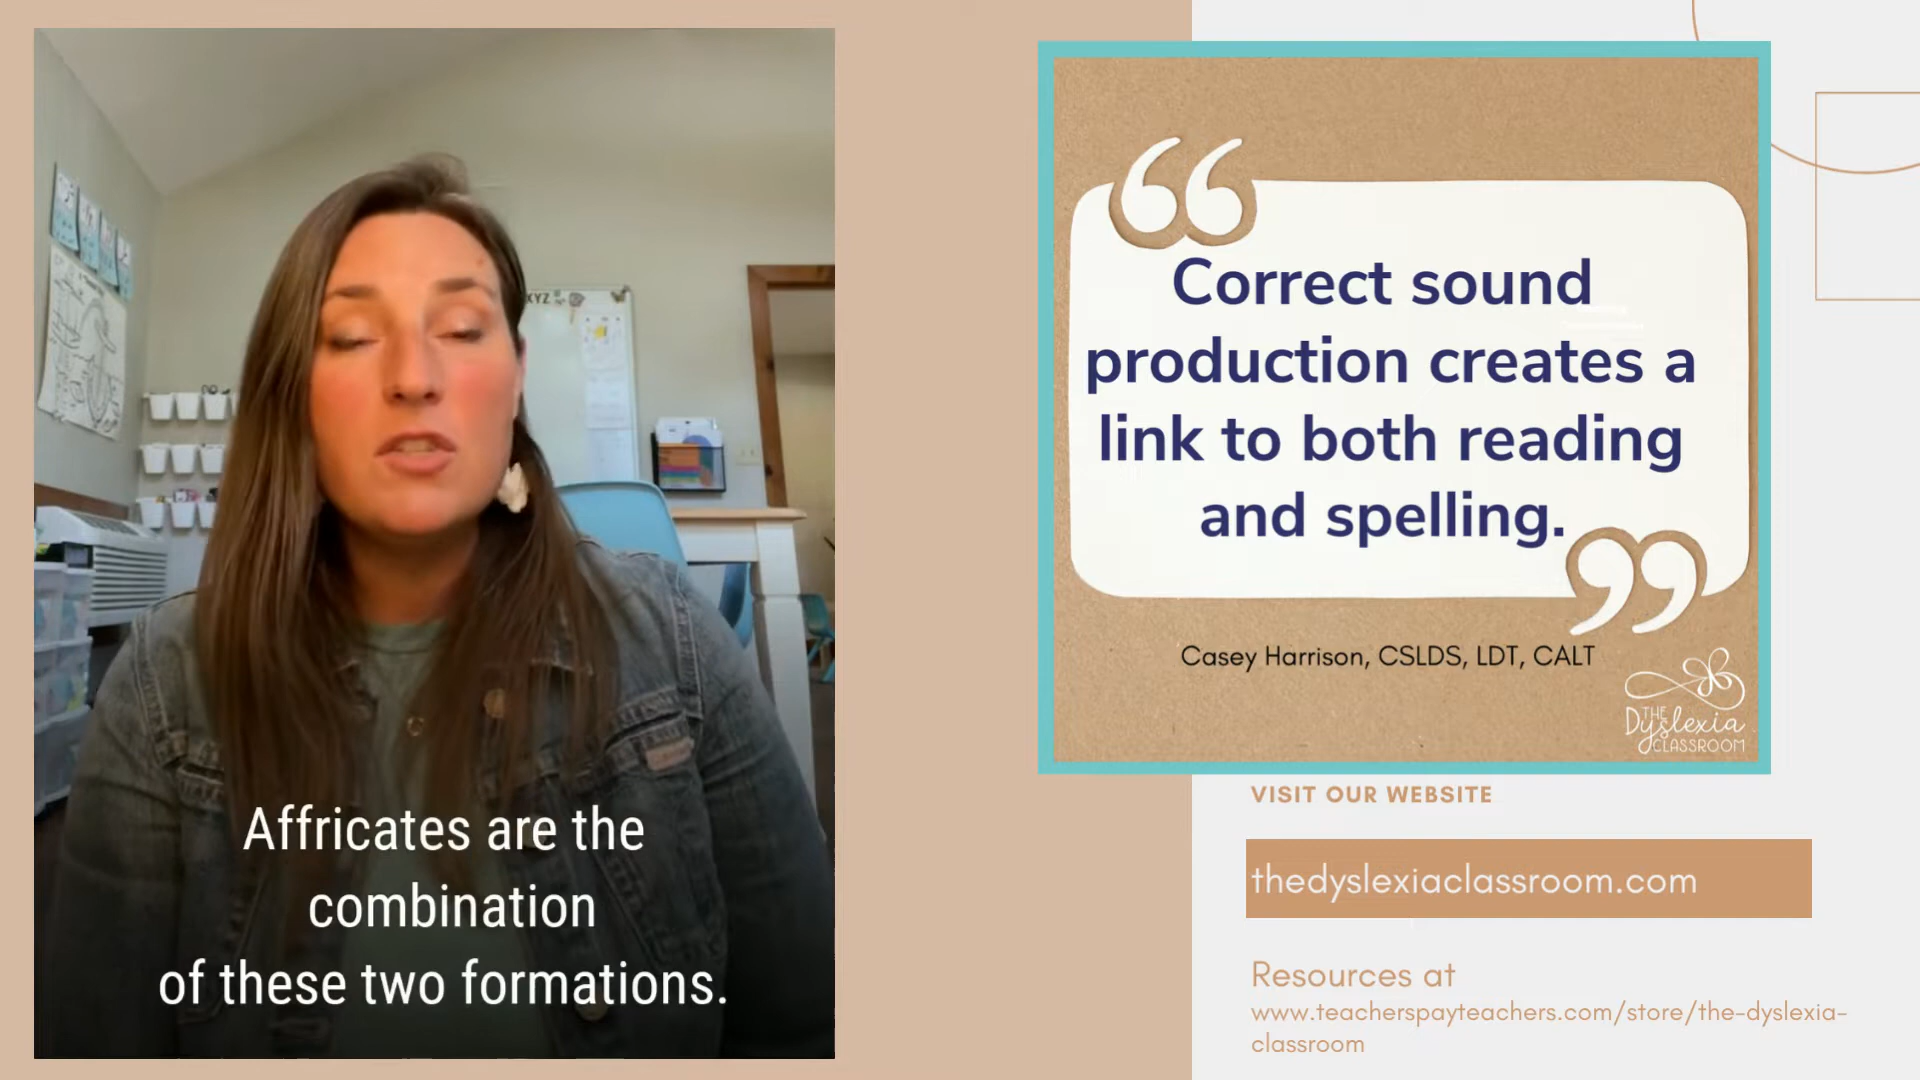 XYZ
Affricates are the
combination
of these two formations.
Correct sound
production creates a
link to both reading
and spelling.
Casey Harrison, CSLDS, LDT, CALT
THE
Dyslexia
CLASSROOM
VISIT OUR WEBSITE
thedyslexiaclassroom.com
Resources at
www.teacherspayteachers.com/store/the-dyslexia-
classroom